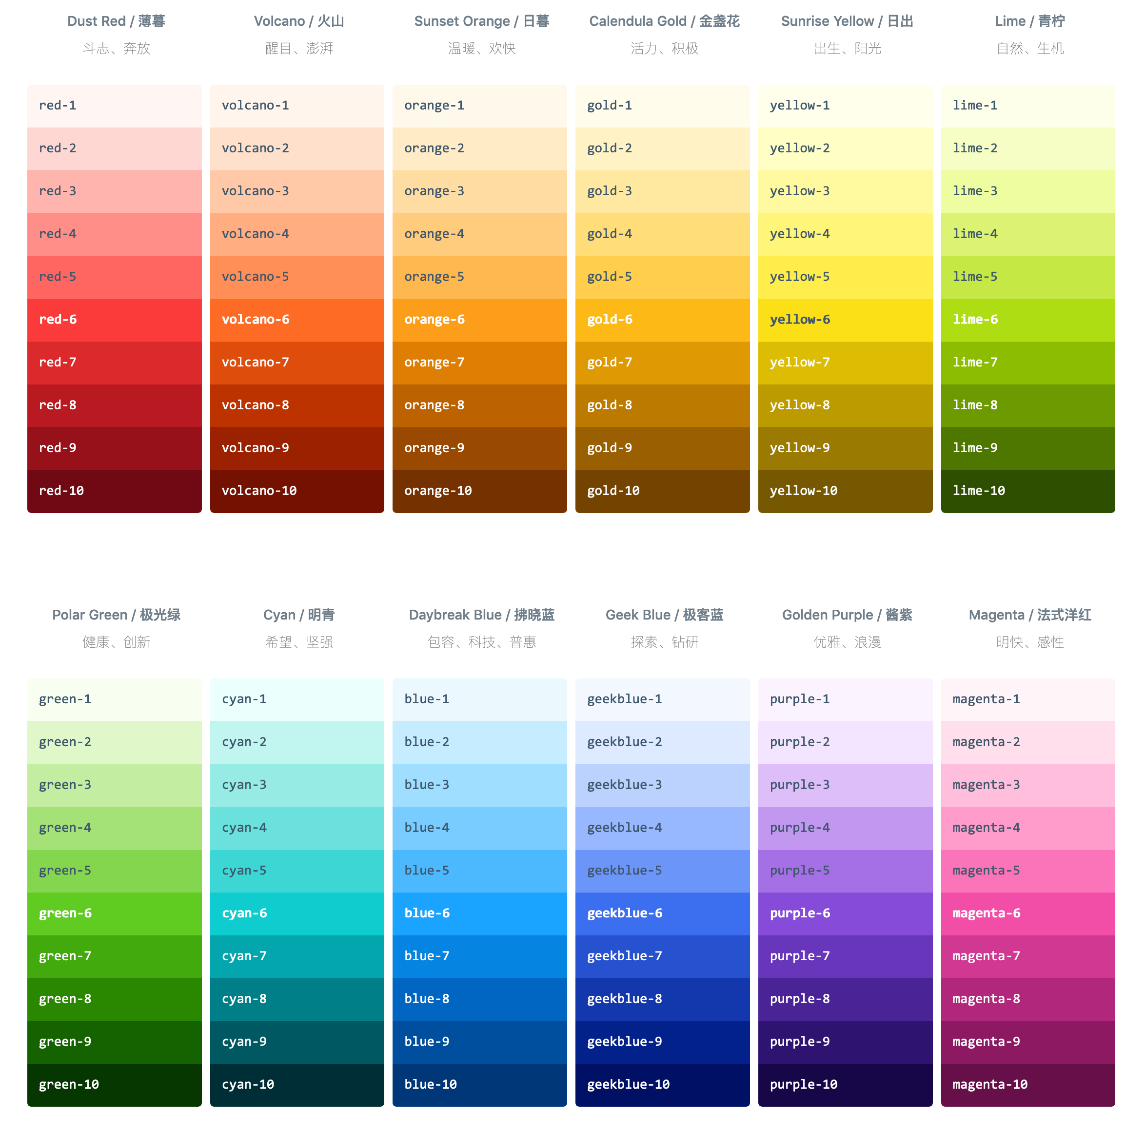 Dust Red / 薄暮
斗志、奔放
red-1
red-2
red-3
red-4
red-5
red-6
red-7
red-8
red-9
red-10
Volcano / 火山
醒目、澎湃
volcano-1
volcano-2
volcano-3
volcano-4
volcano-5
volcano-6
volcano-7
volcano-8
volcano-9
volcano-10
Sunset Orange / 日暮
温暖、欢快
orange-1
orange-2
orange-3
orange-4
orange-5
orange-6
orange-7
orange-8
orange-9
orange-10
Calendula Gold / 金盏花
活力、积极
gold-1
gold-2
gold-3
gold-4
gold-5
gold-6
gold-7
gold-8
gold-9
gold-10
Sunrise Yellow / 日出
出生、阳光
yellow-1
yellow-2
yellow-3
yellow-4
yellow-5
yellow-6
yellow-7
yellow-8
yellow-9
yellow-10
Lime / 青柠
自然、生机
lime-1
lime-2
lime-3
lime-4
lime-5
lime-6
lime-7
lime-8
lime-9
lime-10
Polar Green / 极光绿
健康、创新
green-1
green-2
green-3
green-4
green-5
green-6
green-7
green-8
green-9
green-10
Cyan / 明青
希望、坚强
cyan-1
cyan-2
cyan-3
cyan-4
cyan-5
cyan-6
cyan-7
cyan-8
cyan-9
cyan-10
Daybreak Blue / 拂晓蓝
包容、科技、普惠
blue-1
blue-2
blue-3
blue-4
blue-5
blue-6
blue-7
blue-8
blue-9
blue-10
Geek Blue / 极客蓝
探索、钻研
geekblue-1
geekblue-2
geekblue-3
geekblue-4
geekblue-5
geekblue-6
geekblue-7
geekblue-8
geekblue-9
geekblue-10
Golden Purple / 酱紫
优雅、浪漫
purple-1
purple-2
purple-3
purple-4
purple-5
purple-6
purple-7
purple-8
purple-9
purple-10
Magenta / 法式洋红
明快、感性
magenta-1
magenta-2
magenta-3
magenta-4
magenta-5
magenta-6
magenta-7
magenta-8
magenta-9
magenta-10